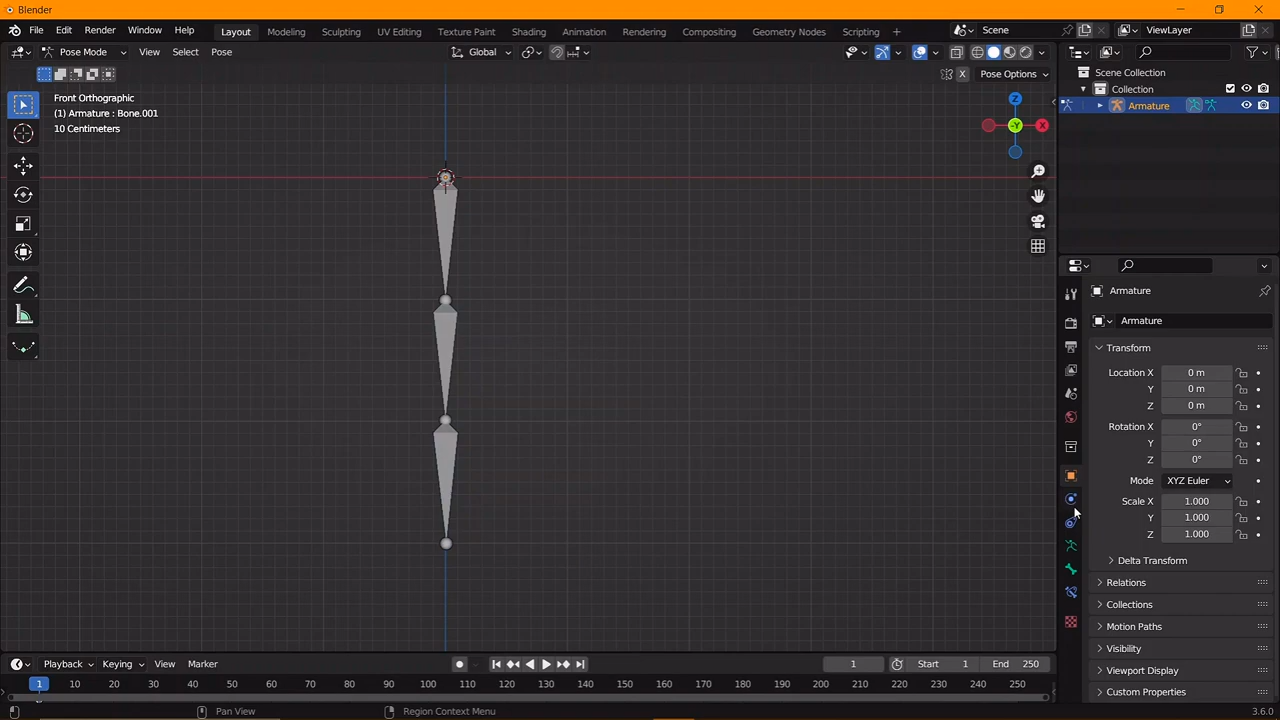 Blender
File Edit Render Window Help Layout Modeling Sculpting UV Editing Texture Paint Shading Animation Rendering Compositing Geometry Nodes Scripting + Scene ViewLayer
Pose Mode View Select Pose Global
X Pose Options
Front Orthographic
(1) Armature : Bone.001
10 Centimeters
Z
-Y X
Scene Collection
Collection
Armature
Armature
Armature
Transform
Location X 0 m
Y 0 m
Z 0 m
Rotation X 0°
Y 0°
Z 0°
Mode XYZ Euler
Scale X 1.000
Y 1.000
Z 1.000
Delta Transform
Relations
Collections
Motion Paths
Visibility
Viewport Display
Custom Properties
Playback Keying View Marker 1 Start 1 End 250
1 10 20 30 40 50 60 70 80 90 100 110 120 130 140 150 160 170 180 190 200 210 220 230 240 250
Pan View Region Context Menu 3.6.0